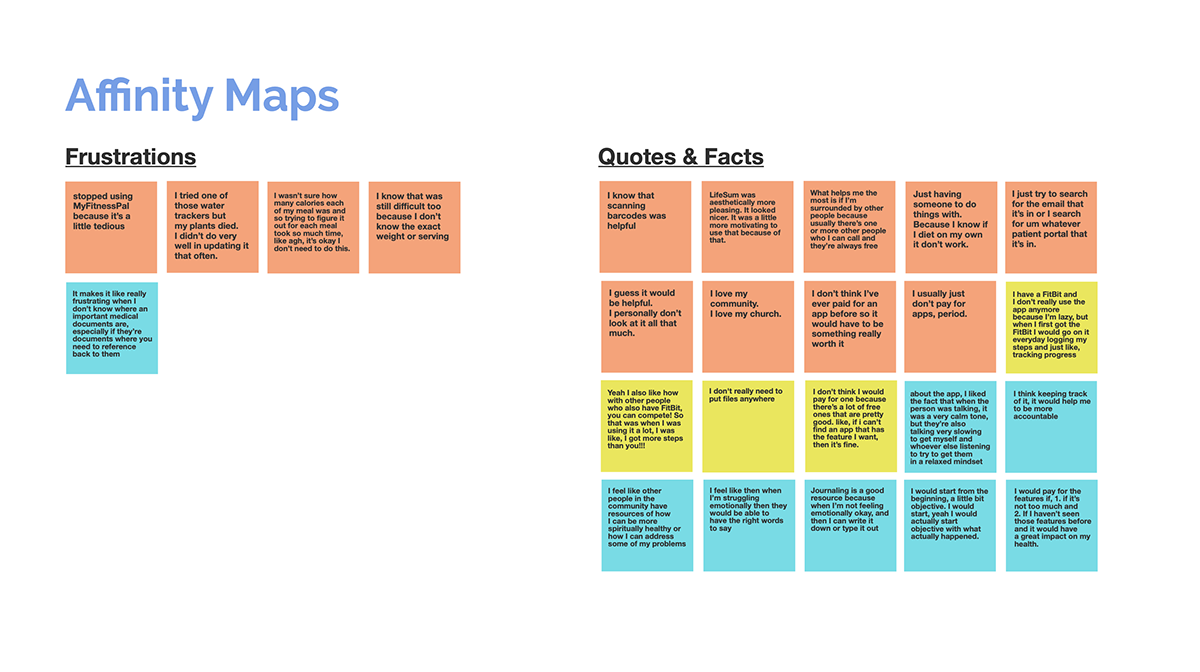 Affinity Maps
Frustrations
stopped using
MyFitnessPal
because it's a
little tedious
I tried one of
those water
trackers but
my plants died.
I didn't do very
well in updating it
that often.
I wasn't sure how
many calories each
of my meal was and
so trying to figure it
out for each meal
took so much time,
like agh, it's okay I
don't need to do this.
I know that was
still difficult too
because I don't
know the exact
weight or serving
It makes it like really
frustrating when I
don't know where an
important medical
documents are,
especially if they're
documents where you
need to reference
back to them
Quotes & Facts
I know that
scanning
barcodes was
helpful
LifeSum was
aesthetically more
pleasing. It looked
nicer. It was a little
more motivating to
use that because of
that.
What helps me the
most is if I'm
surrounded by other
people because
usually there's one
or more other people
who I can call and
they're always free
Just having
someone to do
things with.
Because I know if
I diet on my own
it don't work.
I just try to search
for the email that
it's in or I search
for um whatever
patient portal that
it's in.
I guess it would
be helpful.
I personally don't
look at it all that
much.
I love my
community.
I love my church.
I don't think I've
ever paid for an
app before so it
would have to be
something really
worth it
I usually just
don't pay for
apps, period.
I have a FitBit and
I don't really use the
app anymore
because I'm lazy, but
when I first got the
FitBit I would go on it
everyday logging my
steps and just like,
tracking progress
Yeah I also like how
with other people
who also have FitBit,
you can compete! So
that was when I was
using it a lot, I was
like, I got more steps
than you!!!
I don't really need to
put files anywhere
I don't think I would
pay for one because
there's a lot of free
ones that are pretty
good. like, if i can't
find an app that has
the feature I want,
then it's fine.
about the app, I liked
the fact that when the
person was talking, it
was a very calm tone,
but they're also
talking very slowing
to get myself and
whoever else listening
to try to get them
in a relaxed mindset
I think keeping track
of it, it would help me
to be more
accountable
I feel like other
people in the
community have
resources of how
I can be more
spiritually healthy or
how I can address
some of my problems
I feel like then when
I'm struggling
emotionally then they
would be able to
have the right words
to say
Journaling is a good
resource because
when I'm not feeling
emotionally okay, and
then I can write it
down or type it out
I would start from the
beginning, a little bit
objective. I would
start, yeah I would
actually start
objective with what
actually happened.
I would pay for the
features if, 1. if it's
not too much and
2. If I haven't seen
those features before
and it would have
a great impact on my
health.